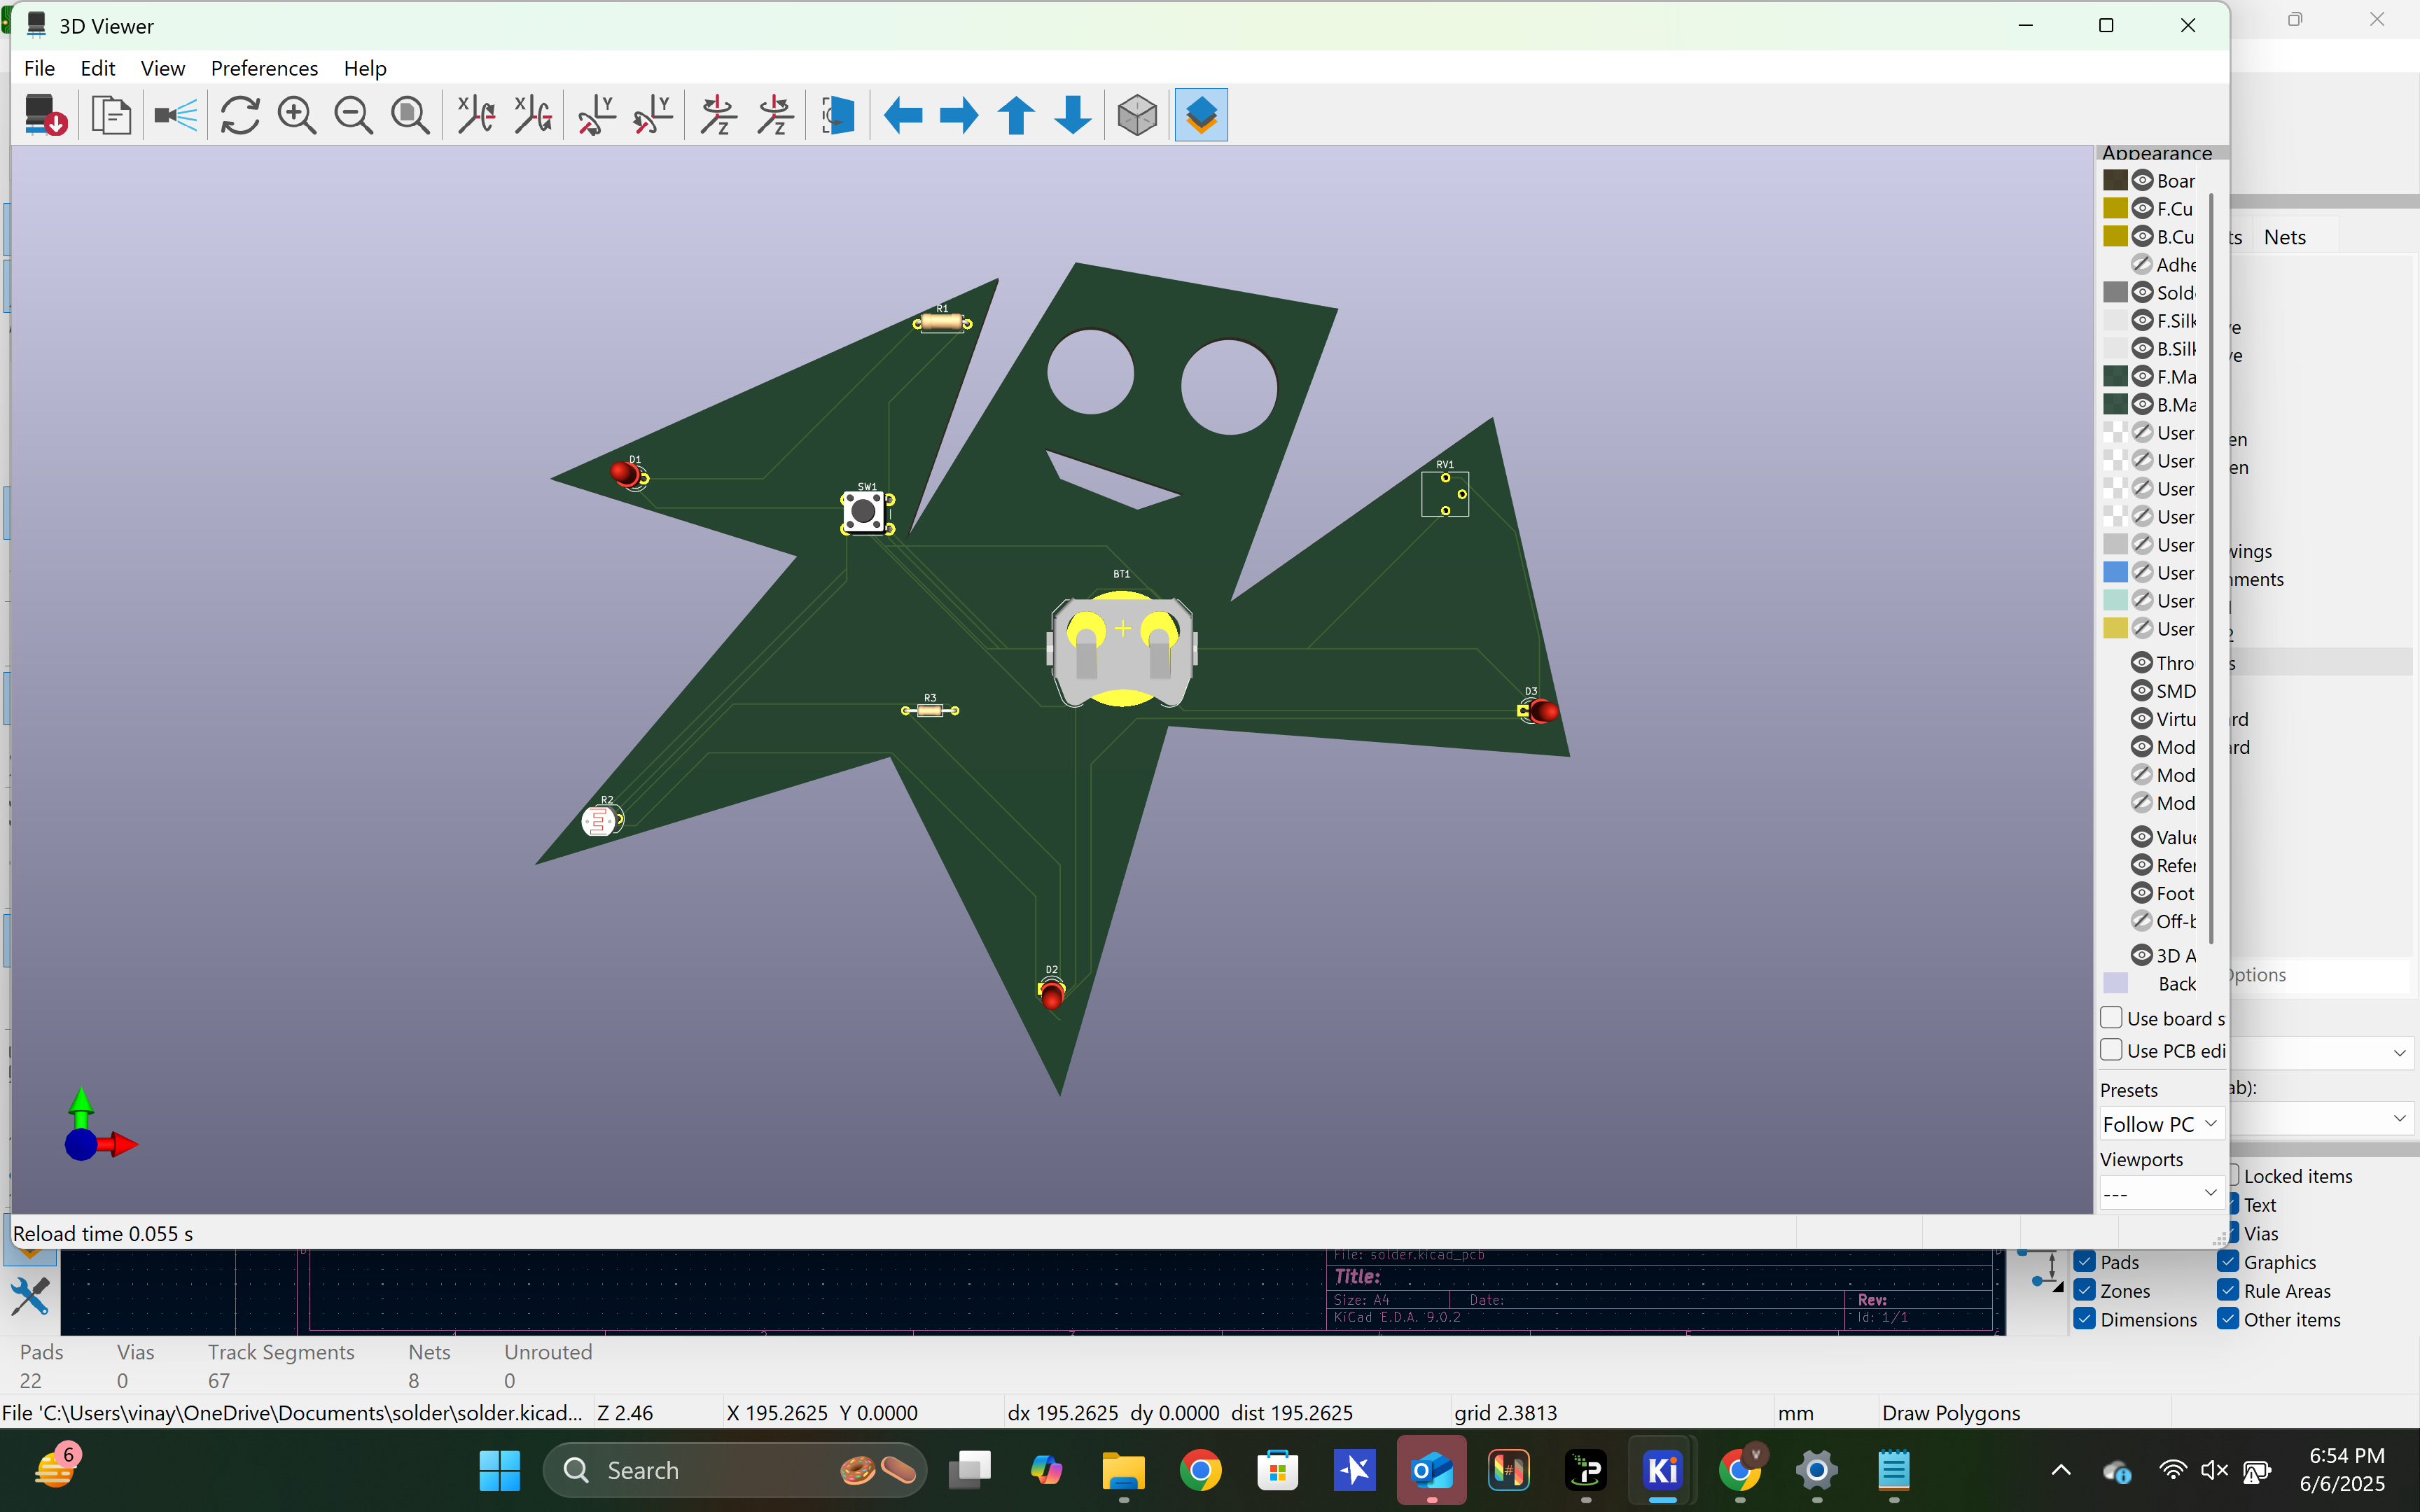 3D Viewer
File Edit View Preferences Help
Appearance
Boar
F.Cu
B.Cu
Adhe
Sold
F.Silk
B.Silk
F.Ma
B.Ma
User
User
User
User
User
User
User
User
Thro
SMD
Virtu
Mod
Mod
Mod
Value
Refer
Foot
Off-b
3D A
Back
Use board s
Use PCB edi
Presets
Follow PC
Viewports
---
ts Nets
ve
ve
en
en
wings
mments
2
s
rd
ard
Options
ab):
R1
D1
SW1
RV1
BT1
R3
D3
R2
D2
Reload time 0.055 s
Locked items
Text
Vias
Pads Graphics
Zones Rule Areas
Dimensions Other items
File: solder.kicad_pcb
Title:
Size: A4 Date: Rev:
KiCad E.D.A. 9.0.2 Id: 1/1
Pads Vias Track Segments Nets Unrouted
22 0 67 8 0
File 'C:\Users\vinay\OneDrive\Documents\solder\solder.kicad... Z 2.46 X 195.2625 Y 0.0000 dx 195.2625 dy 0.0000 dist 195.2625 grid 2.3813 mm Draw Polygons
6
Search
Ki
V
6:54 PM
6/6/2025